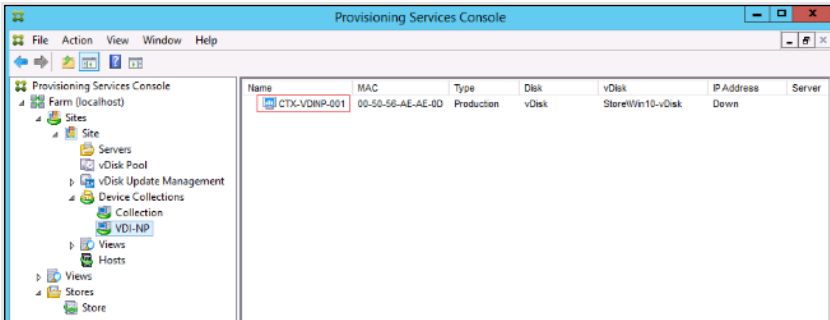 Provisioning Services Console
File Action View Window Help
Provisioning Services Console
Farm (localhost)
Sites
Site
Servers
vDisk Pool
vDisk Update Management
Device Collections
Collection
VDI-NP
Views
Hosts
Views
Stores
Store
Name MAC Type Disk vDisk IP Address Server
CTX-VDINP-001 00-50-56-AE-AE-0D Production vDisk Store\Win10-vDisk Down